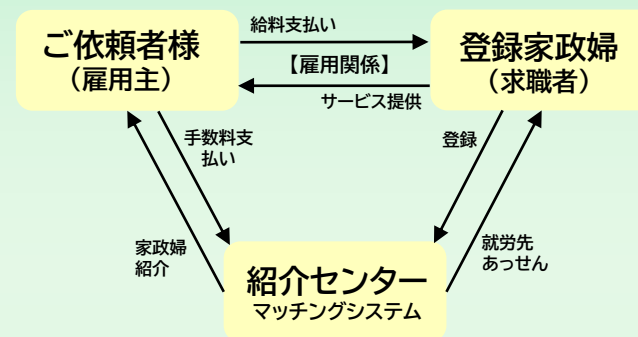 ご依頼者様
（雇用主）
給料支払い
【雇用関係】
サービス提供
登録家政婦
（求職者）
手数料支
払い
登録
家政婦
紹介
就労先
あっせん
紹介センター
マッチングシステム